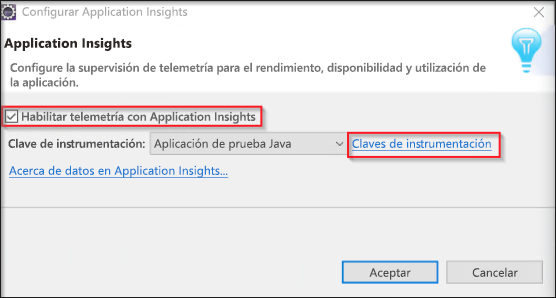 Configurar Application Insights
Application Insights
Configure la supervisión de telemetría para el rendimiento, disponibilidad y utilización de
la aplicación.
Habilitar telemetría con Application Insights
Clave de instrumentación: Aplicación de prueba Java Claves de instrumentación
Acerca de datos en Application Insights...
Aceptar Cancelar